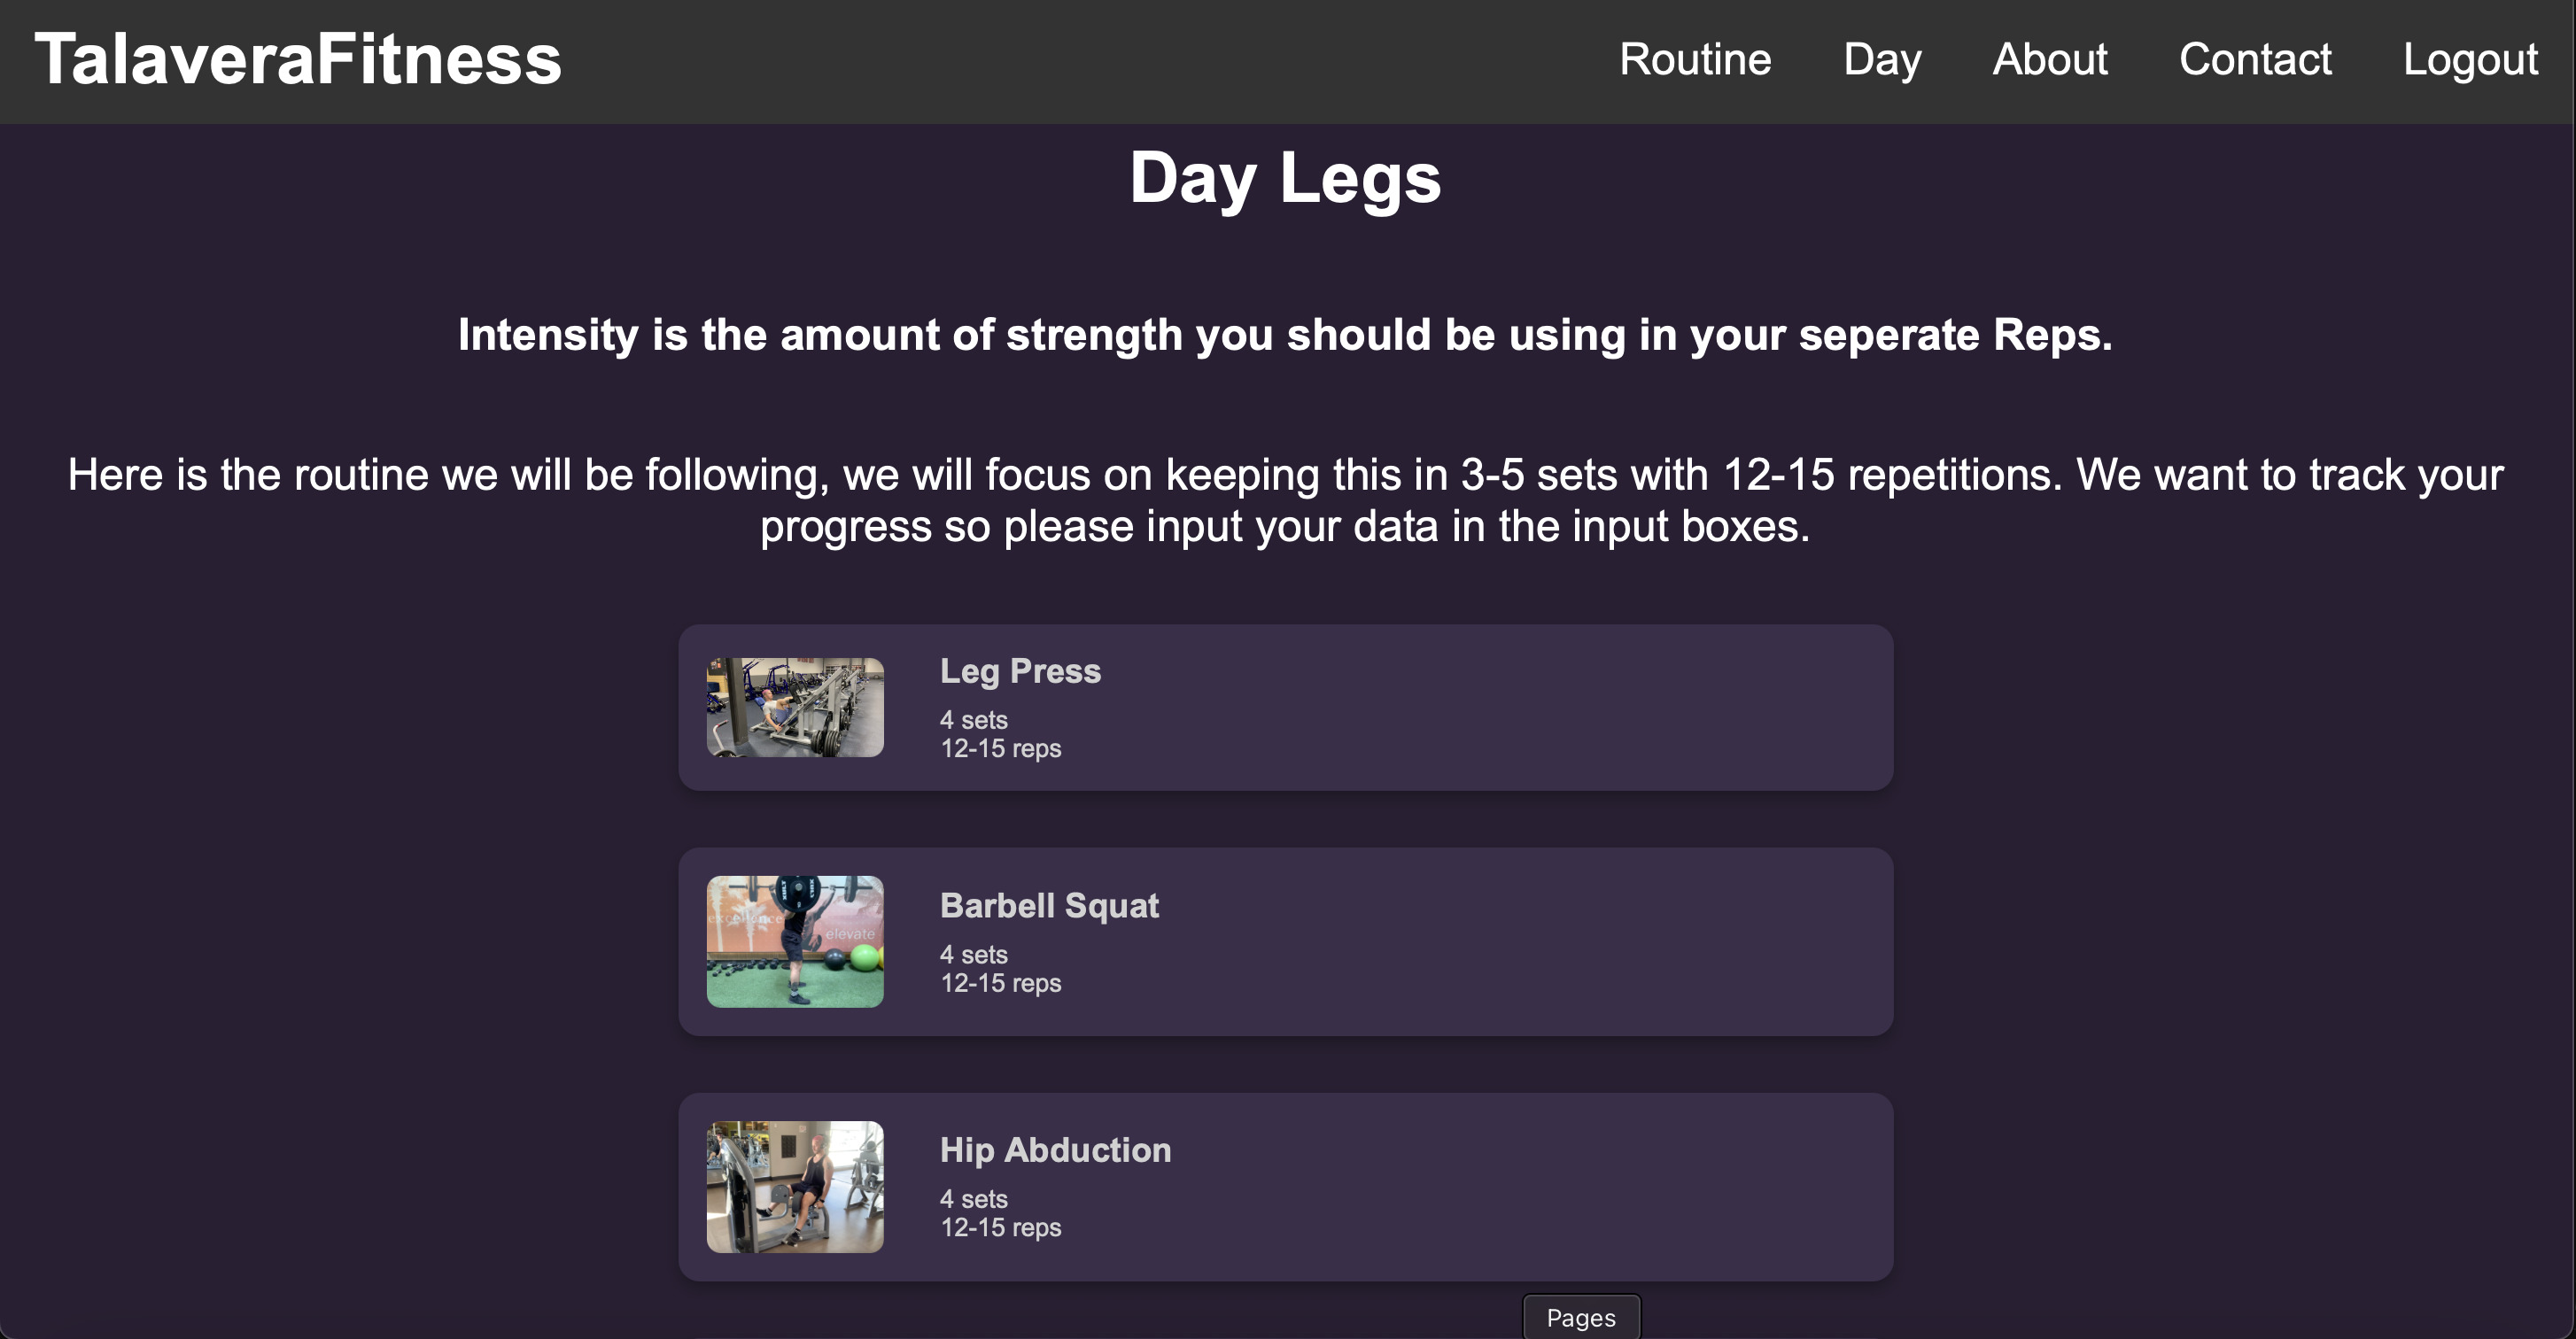 TalaveraFitness
Routine Day About Contact Logout
Day Legs
Intensity is the amount of strength you should be using in your seperate Reps.
Here is the routine we will be following, we will focus on keeping this in 3-5 sets with 12-15 repetitions. We want to track your
progress so please input your data in the input boxes.
Leg Press
4 sets
12-15 reps
excellence
elevate
Barbell Squat
4 sets
12-15 reps
Hip Abduction
4 sets
12-15 reps
Pages